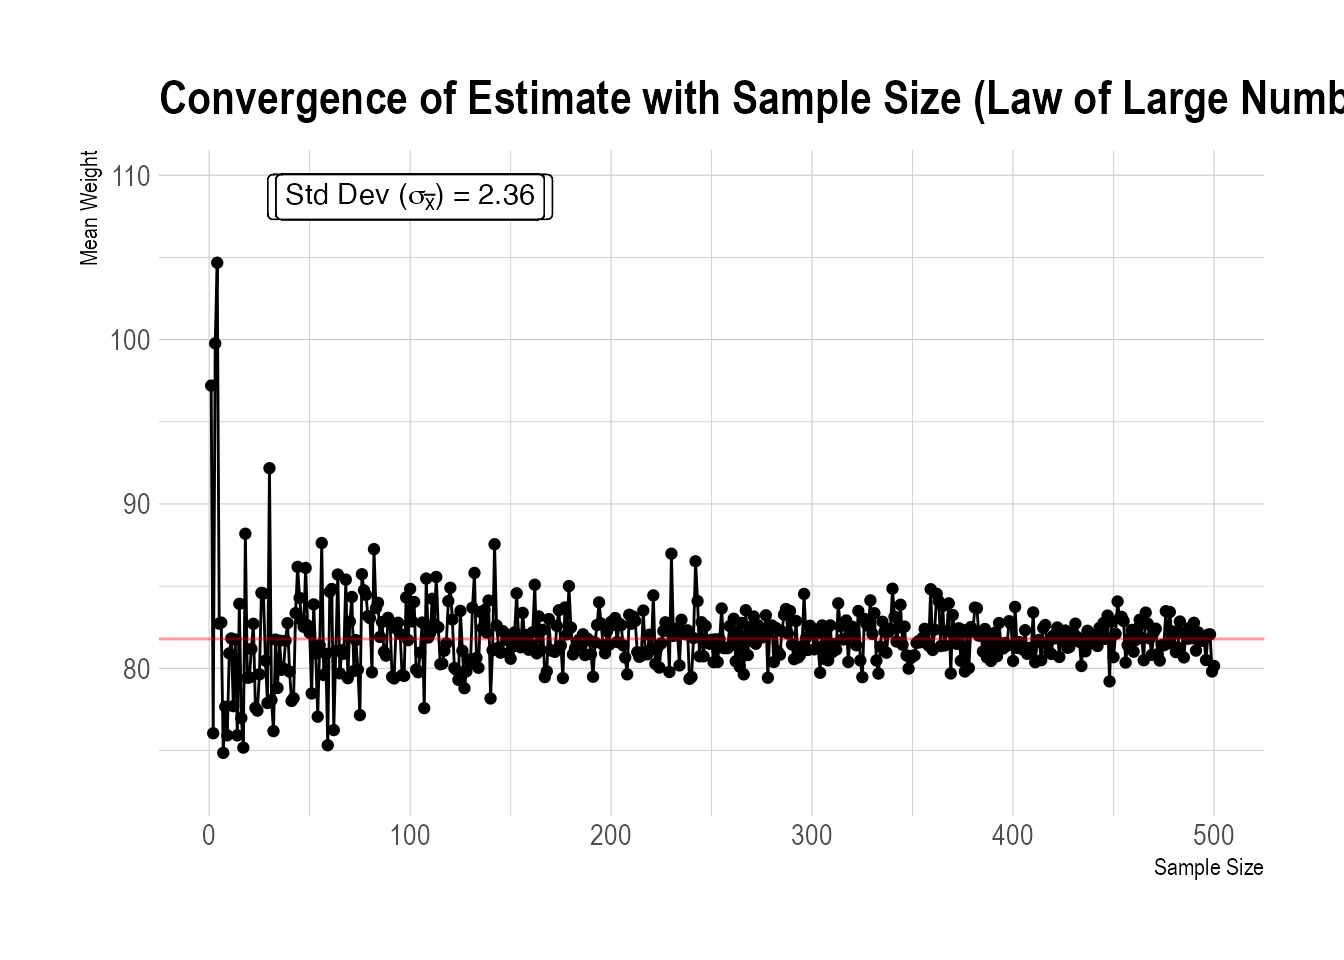 Convergence of Estimate with Sample Size (Law of Large Numb
Mean Weight
110
100
90
80
Std Dev (σx̅) = 2.36
0 100 200 300 400 500
Sample Size